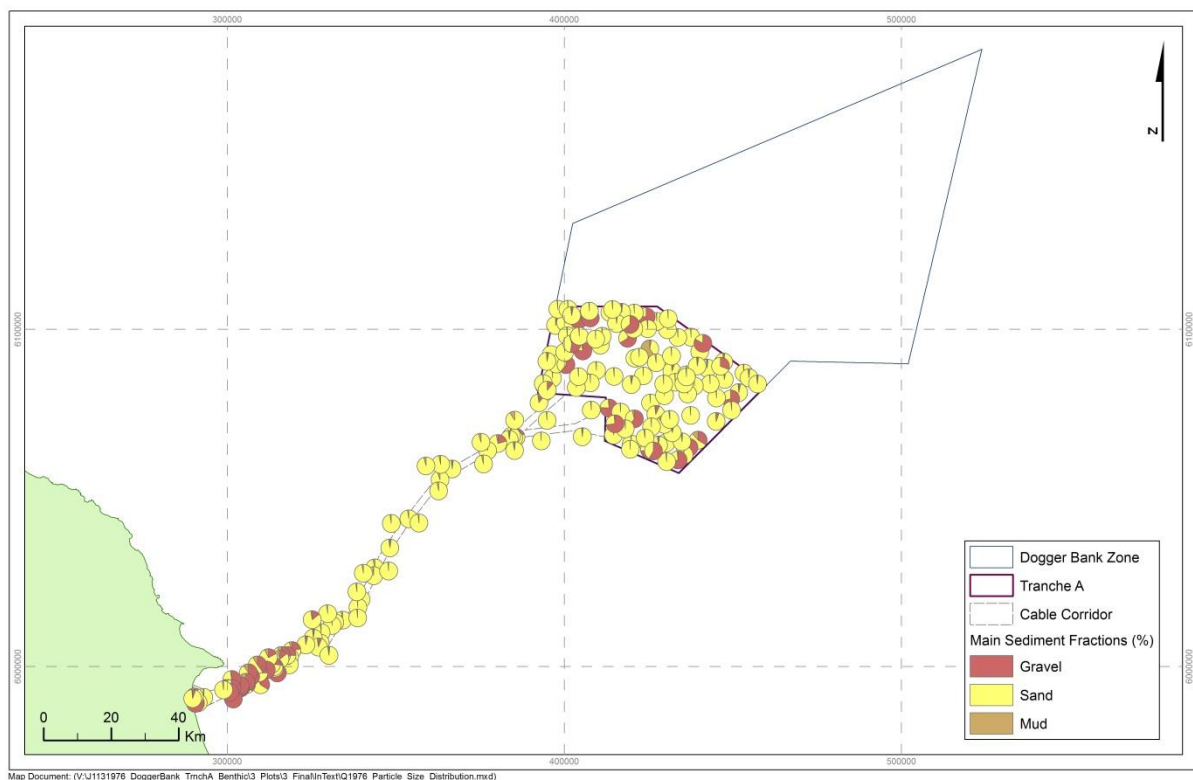 300000
400000
500000
6100000
6100000
N
6000000
6000000
Dogger Bank Zone
Tranche A
Cable Corridor
Main Sediment Fractions (%)
Gravel
Sand
Mud
0 20 40
Km
300000
400000
500000
Map Document: (V:\J1131976_DoggerBank_TrnchA_Benthic\3_Plots\3_Final\InText\Q1976_Particle_Size_Distribution.mxd)